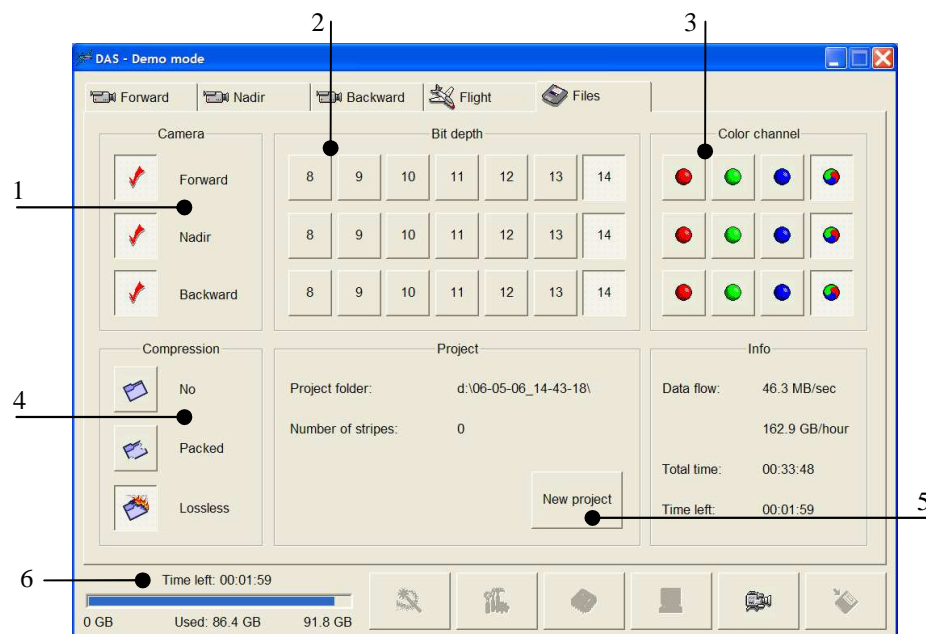 2 3
DAS - Demo mode
Forward Nadir Backward Flight Files
Camera Bit depth Color channel
Forward 8 9 10 11 12 13 14
1
Nadir 8 9 10 11 12 13 14
Backward 8 9 10 11 12 13 14
Compression Project Info
No Project folder: d:\06-05-06_14-43-18\ Data flow: 46.3 MB/sec
4
Number of stripes: 0 162.9 GB/hour
Packed
Total time: 00:33:48
New project
5
Lossless Time left: 00:01:59
6
Time left: 00:01:59
0 GB Used: 86.4 GB 91.8 GB